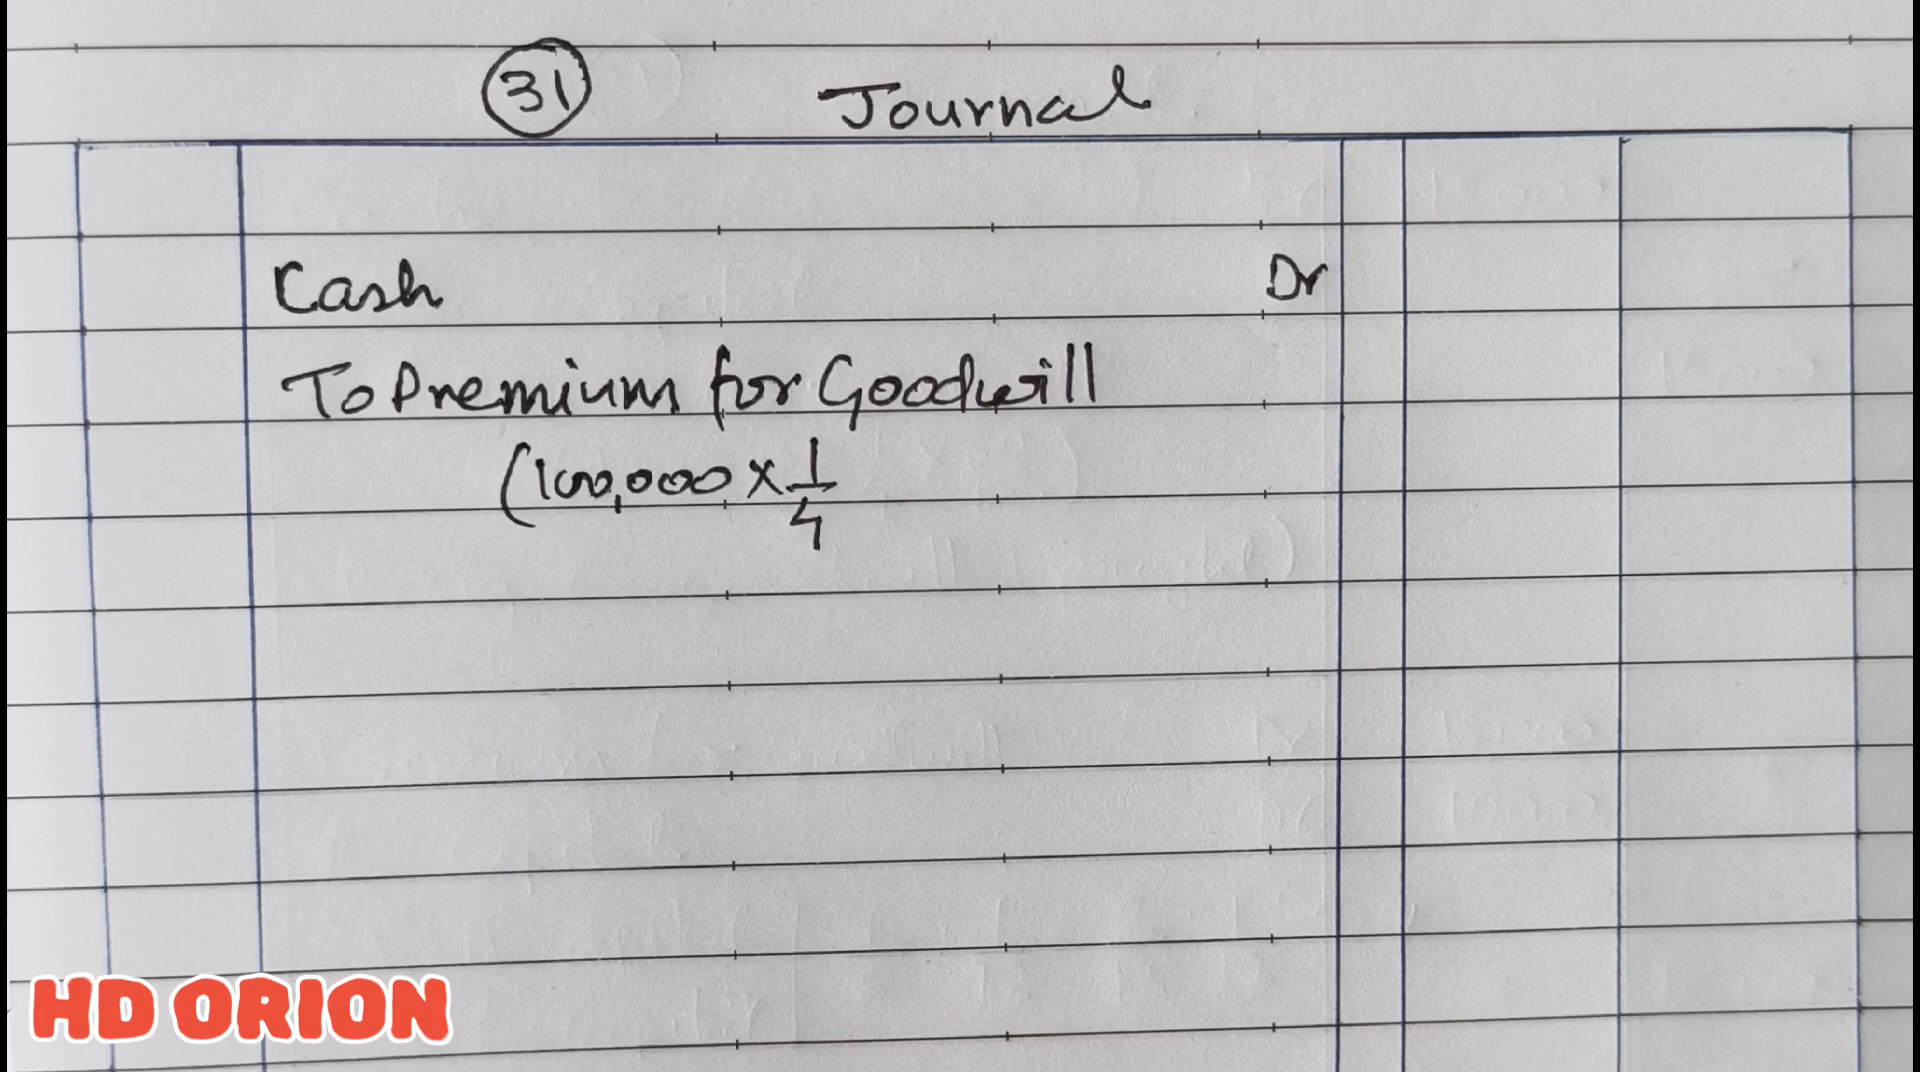 31 Journal
Cash Dr
To Premium for Goodwill
(100,000 × 1/4
HD ORION